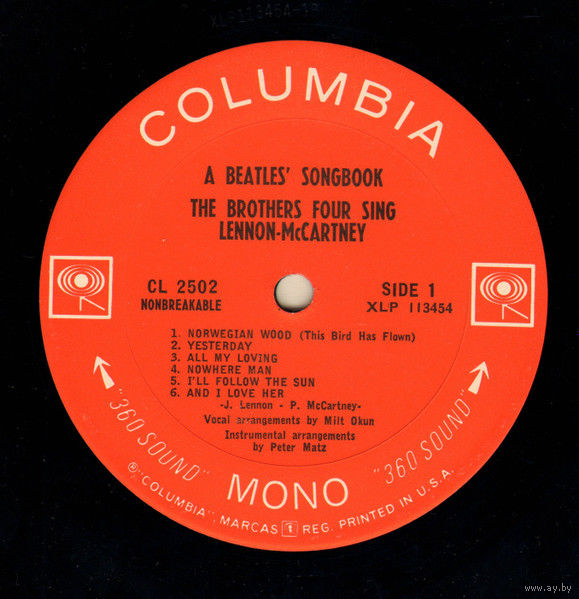 XLP113454-1A
COLUMBIA
A BEATLES' SONGBOOK
THE BROTHERS FOUR SING
LENNON-McCARTNEY
CL 2502
NONBREAKABLE
SIDE 1
XLP 113454
1. NORWEGIAN WOOD (This Bird Has Flown)
2. YESTERDAY
3. ALL MY LOVING
4. NOWHERE MAN
5. I'LL FOLLOW THE SUN
6. AND I LOVE HER
-J. Lennon - P. McCartney-
Vocal arrangements by Milt Okun
Instrumental arrangements
by Peter Matz
"360 SOUND"
MONO
"360 SOUND"
® "COLUMBIA", MARCAS REG. PRINTED IN U.S.A.
www.ay.by